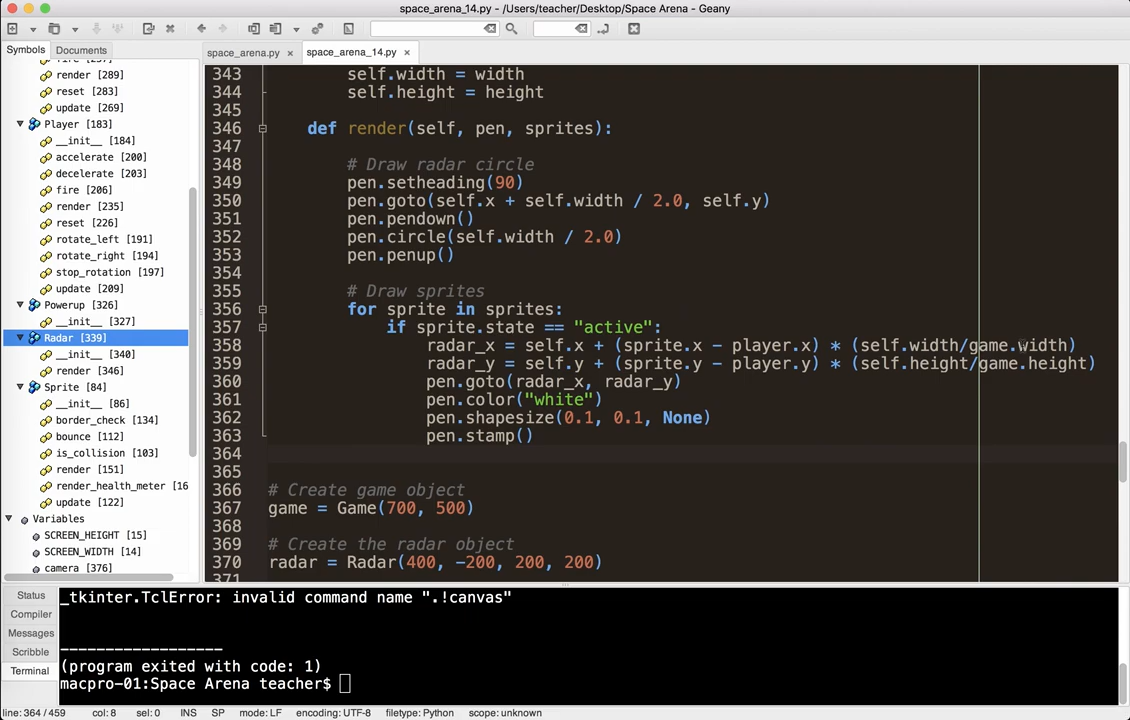 space_arena_14.py - /Users/teacher/Desktop/Space Arena - Geany
Symbols
Documents
space_arena.py ×
space_arena_14.py ×
render [289]
reset [283]
update [269]
Player [183]
__init__ [184]
accelerate [200]
decelerate [203]
fire [206]
render [235]
reset [226]
rotate_left [191]
rotate_right [194]
stop_rotation [197]
update [209]
Powerup [326]
__init__ [327]
Radar [339]
__init__ [340]
render [346]
Sprite [84]
__init__ [86]
border_check [134]
bounce [112]
is_collision [103]
render [151]
render_health_meter [16
update [122]
Variables
SCREEN_HEIGHT [15]
SCREEN_WIDTH [14]
camera [376]
343 self.width = width
344 self.height = height
345
346 def render(self, pen, sprites):
347
348 # Draw radar circle
349 pen.setheading(90)
350 pen.goto(self.x + self.width / 2.0, self.y)
351 pen.pendown()
352 pen.circle(self.width / 2.0)
353 pen.penup()
354
355 # Draw sprites
356 for sprite in sprites:
357 if sprite.state == "active":
358 radar_x = self.x + (sprite.x - player.x) * (self.width/game.width)
359 radar_y = self.y + (sprite.y - player.y) * (self.height/game.height)
360 pen.goto(radar_x, radar_y)
361 pen.color("white")
362 pen.shapesize(0.1, 0.1, None)
363 pen.stamp()
364
365
366 # Create game object
367 game = Game(700, 500)
368
369 # Create the radar object
370 radar = Radar(400, -200, 200, 200)
371
Status
Compiler
Messages
Scribble
Terminal
_tkinter.TclError: invalid command name ".!canvas"
------------------
(program exited with code: 1)
macpro-01:Space Arena teacher$
line: 364 / 459 col: 8 sel: 0 INS SP mode: LF encoding: UTF-8 filetype: Python scope: unknown